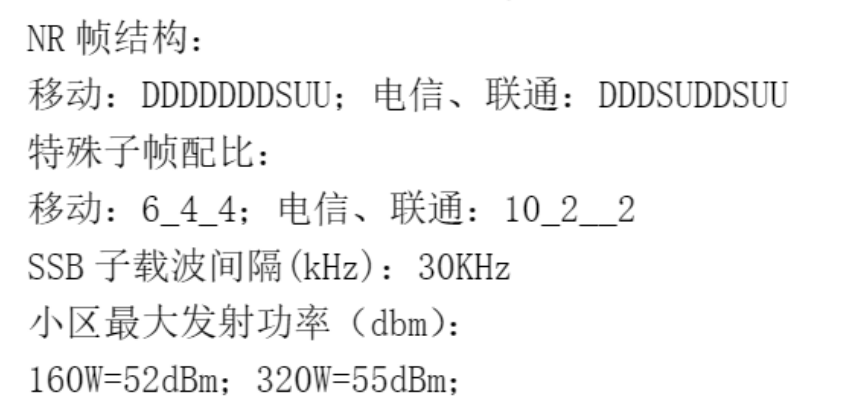 NR 帧结构：
移动：DDDDDDDSUU；电信、联通：DDDSUDDSUU
特殊子帧配比：
移动：6_4_4；电信、联通：10_2__2
SSB 子载波间隔(kHz)：30KHz
小区最大发射功率（dbm）：
160W=52dBm；320W=55dBm；